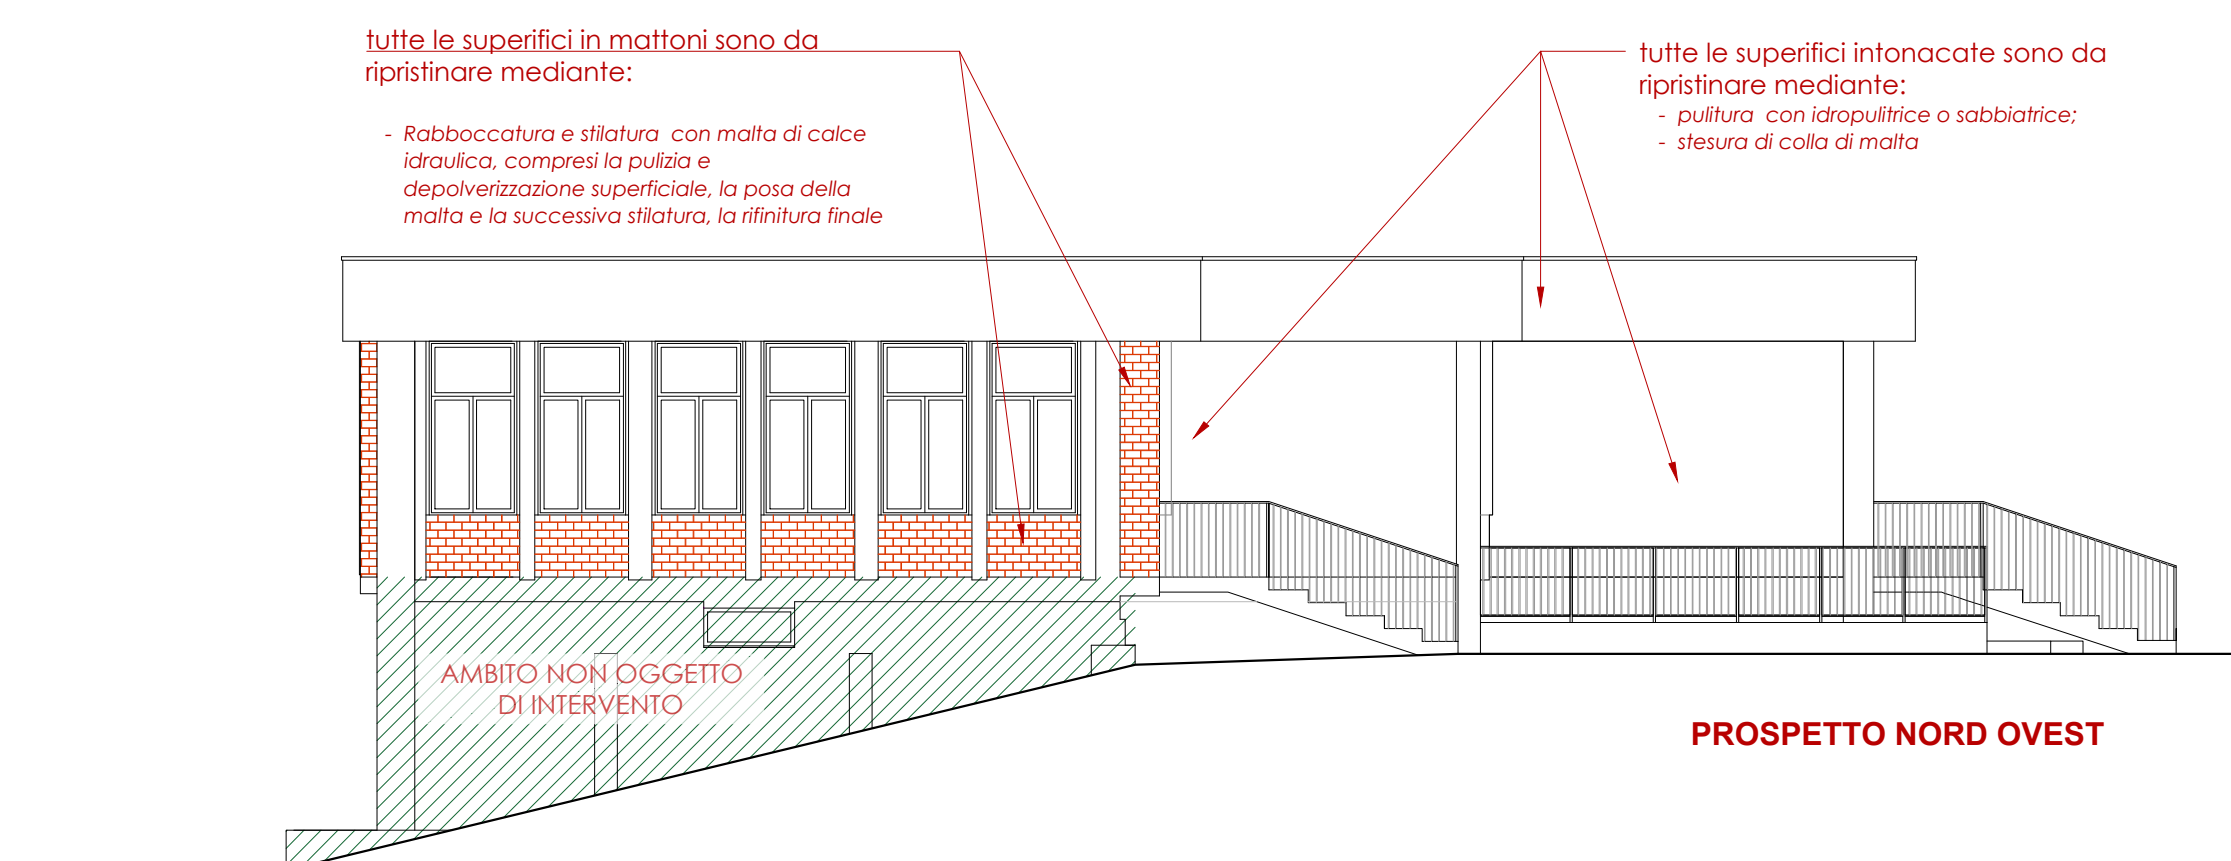 tutte le superifici in mattoni sono da
ripristinare mediante:
- Rabboccatura e stilatura con malta di calce
idraulica, compresi la pulizia e
depolverizzazione superficiale, la posa della
malta e la successiva stilatura, la rifinitura finale
tutte le superifici intonacate sono da
ripristinare mediante:
- pulitura con idropulitrice o sabbiatrice;
- stesura di colla di malta
AMBITO NON OGGETTO
DI INTERVENTO
PROSPETTO NORD OVEST